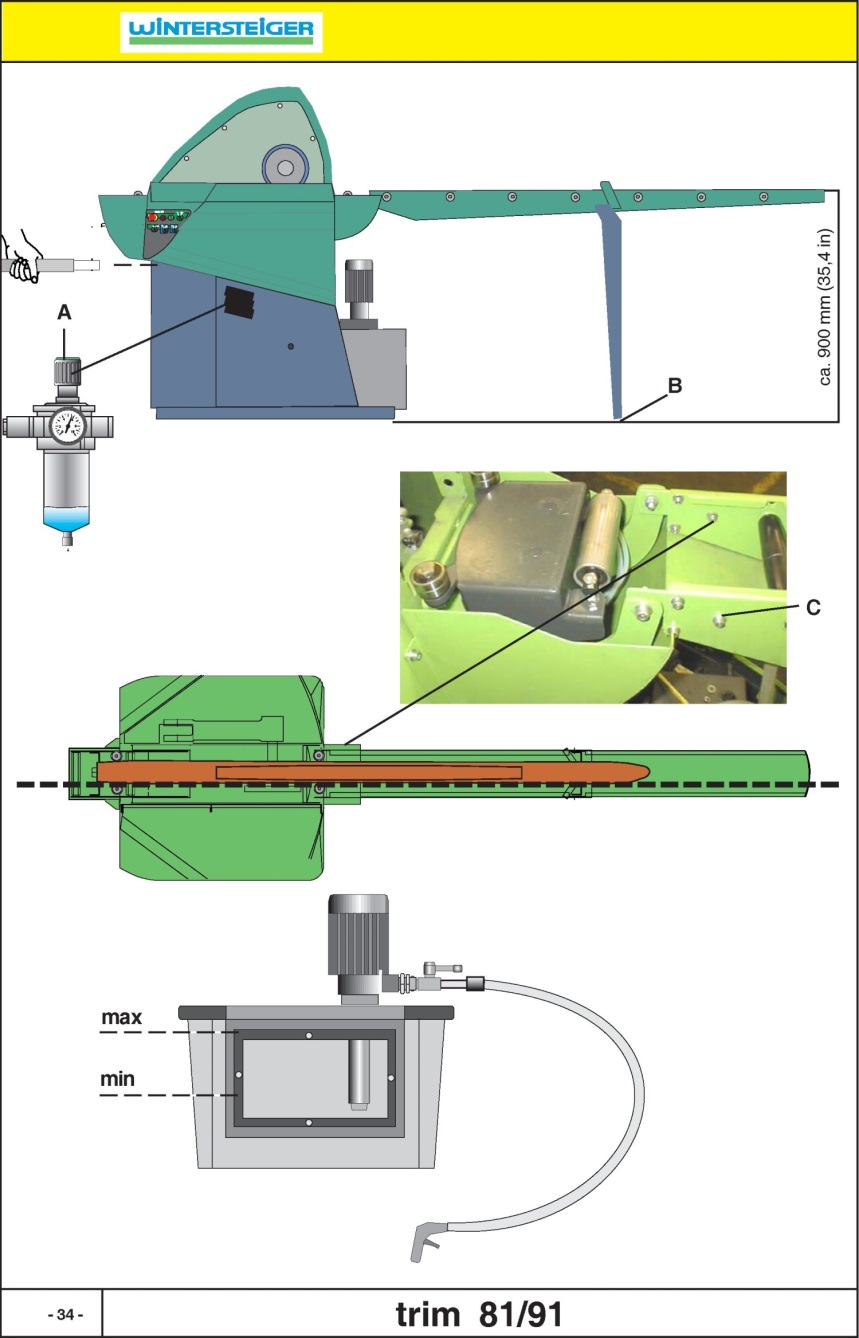 WINTERSTEIGER
A
ca. 900 mm (35,4 in)
B
C
max
min
- 34 -
trim 81/91